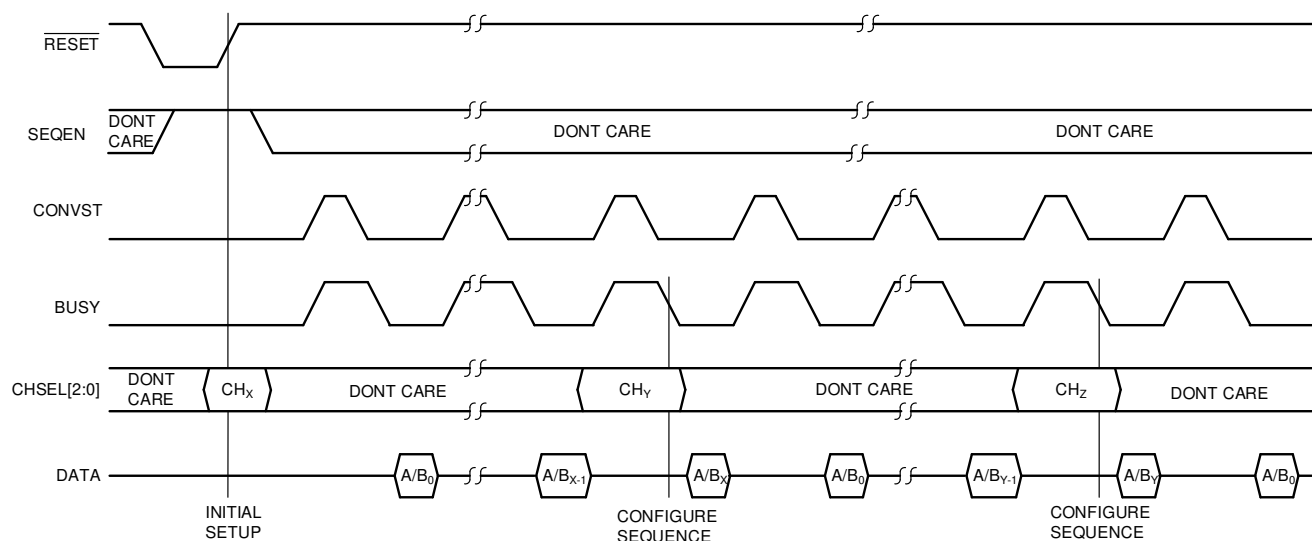 RESET
SEQEN
DONT
CARE
DONT CARE
DONT CARE
CONVST
BUSY
CHSEL[2:0]
DONT
CARE
CHX
DONT CARE
CHY
DONT CARE
CHZ
DONT CARE
DATA
A/B0
A/BX-1
A/BX
A/B0
A/BY-1
A/BY
A/B0
INITIAL
SETUP
CONFIGURE
SEQUENCE
CONFIGURE
SEQUENCE